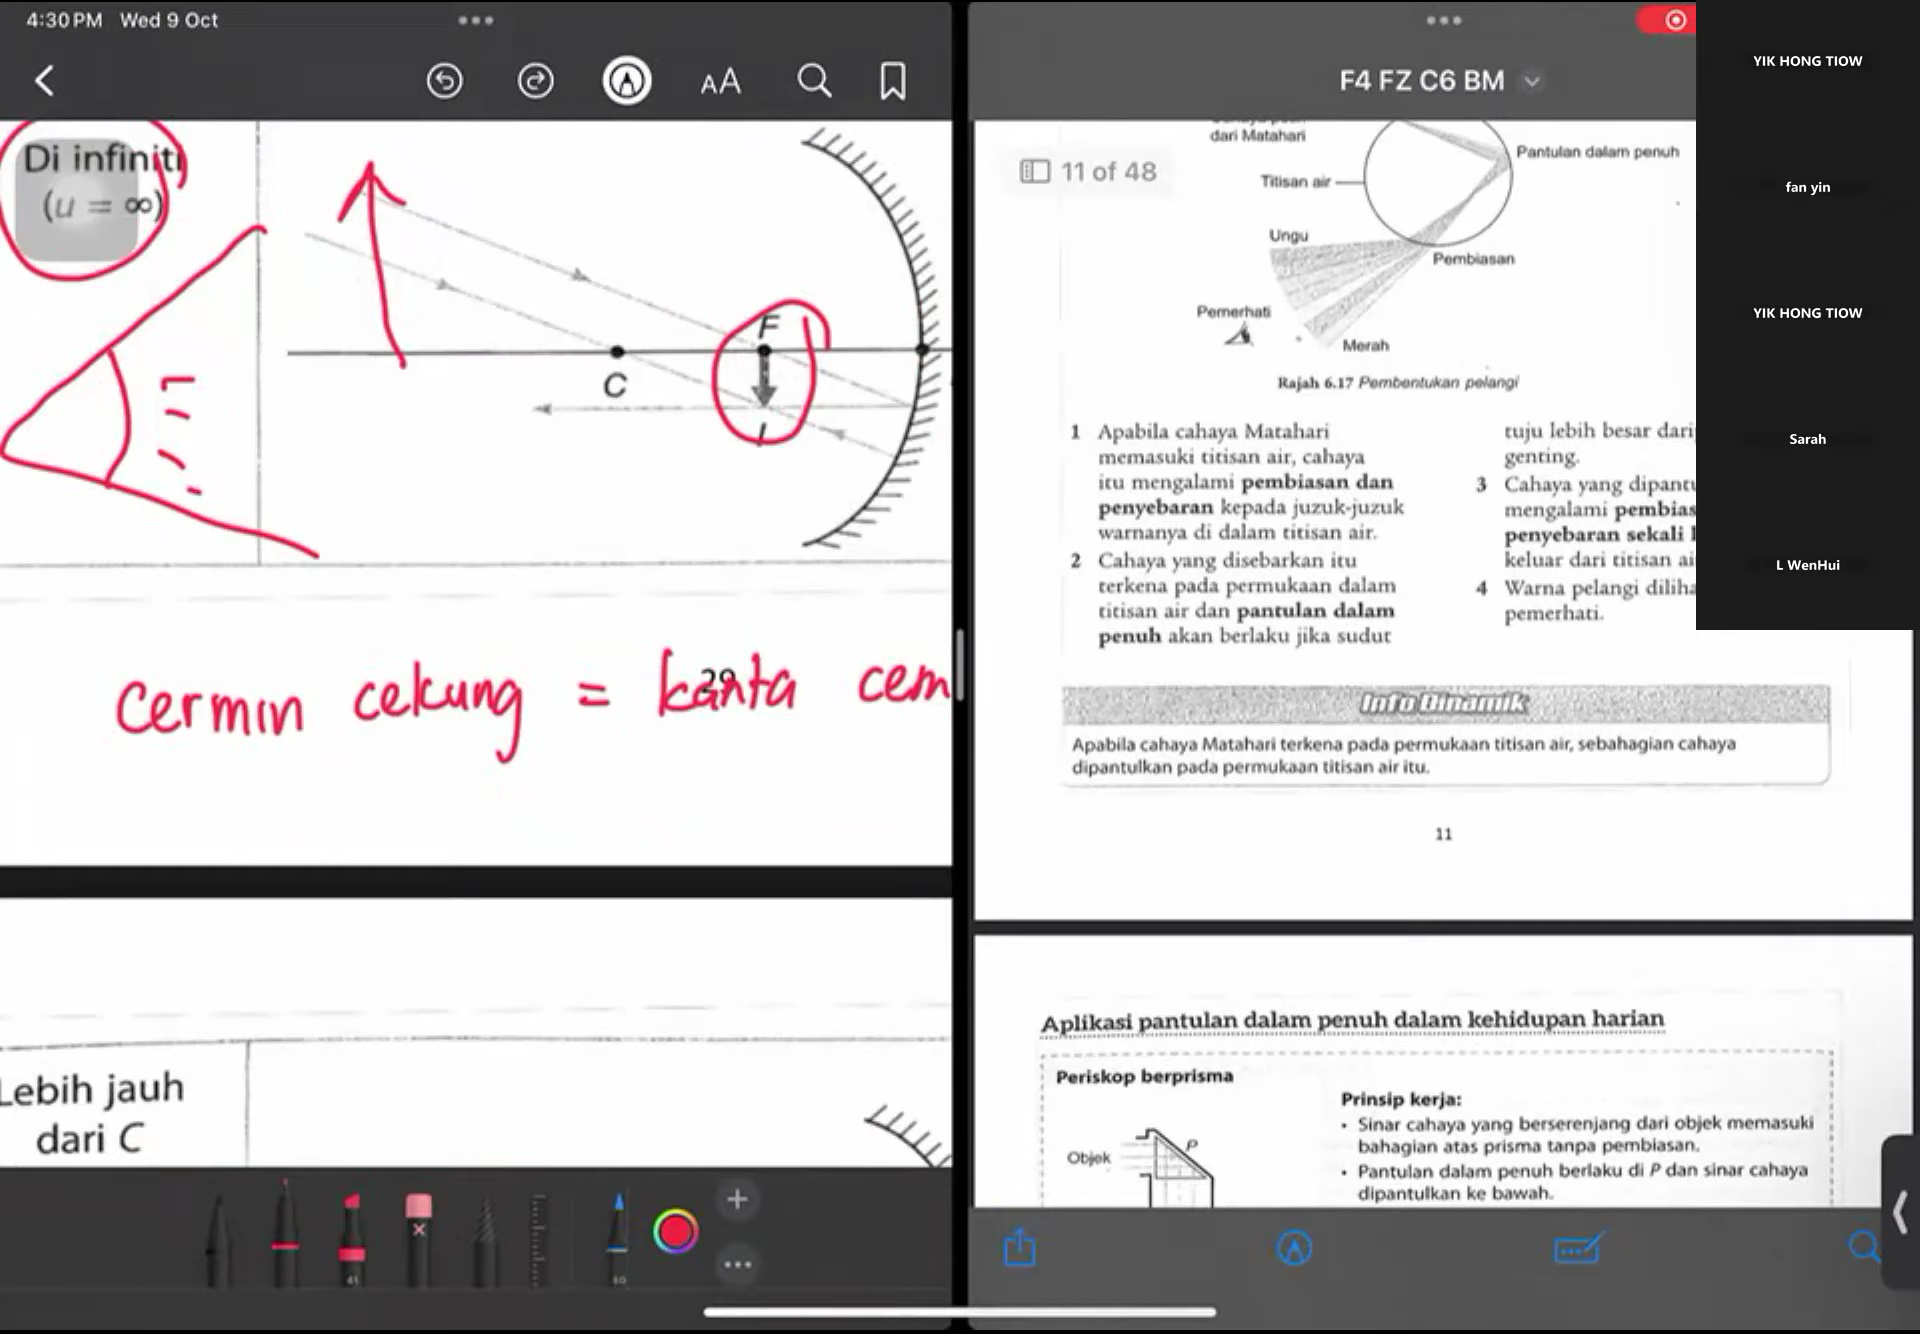 4:30 PM Wed 9 Oct
Di infiniti
(u = ∞)
F
C
I
cermin cekung = kanta cem
29
Lebih jauh
dari C
41
50
F4 FZ C6 BM
11 of 48
dari Matahari
Pantulan dalam penuh
Titisan air
Ungu
Pembiasan
Pemerhati
Merah
Rajah 6.17 Pembentukan pelangi
1 Apabila cahaya Matahari
memasuki titisan air, cahaya
itu mengalami pembiasan dan
penyebaran kepada juzuk-juzuk
warnanya di dalam titisan air.
2 Cahaya yang disebarkan itu
terkena pada permukaan dalam
titisan air dan pantulan dalam
penuh akan berlaku jika sudut
tuju lebih besar dari
genting.
3 Cahaya yang dipantu
mengalami pembias
penyebaran sekali l
keluar dari titisan ai
4 Warna pelangi diliha
pemerhati.
Info Dinamik
Apabila cahaya Matahari terkena pada permukaan titisan air, sebahagian cahaya
dipantulkan pada permukaan titisan air itu.
11
Aplikasi pantulan dalam penuh dalam kehidupan harian
Periskop berprisma
Objek
P
Prinsip kerja:
• Sinar cahaya yang berserenjang dari objek memasuki
bahagian atas prisma tanpa pembiasan.
• Pantulan dalam penuh berlaku di P dan sinar cahaya
dipantulkan ke bawah.
YIK HONG TIOW
fan yin
YIK HONG TIOW
Sarah
L WenHui